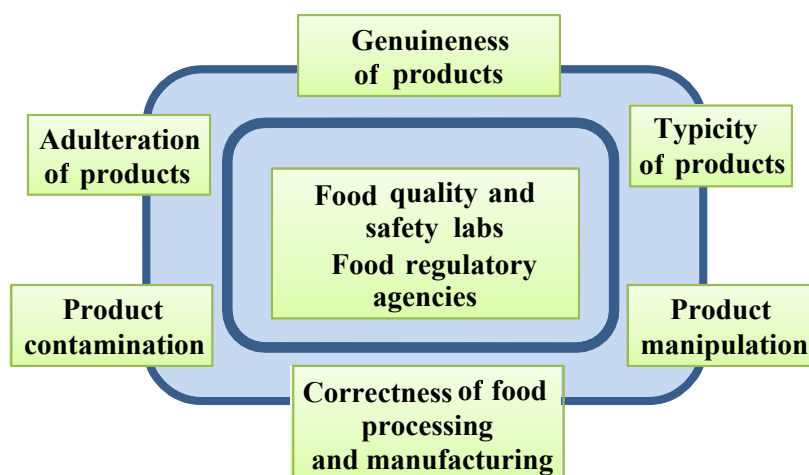 Genuineness
of products
Adulteration
of products
Typicity
of products
Food quality and
safety labs
Food regulatory
agencies
Product
contamination
Product
manipulation
Correctness of food
processing
and manufacturing